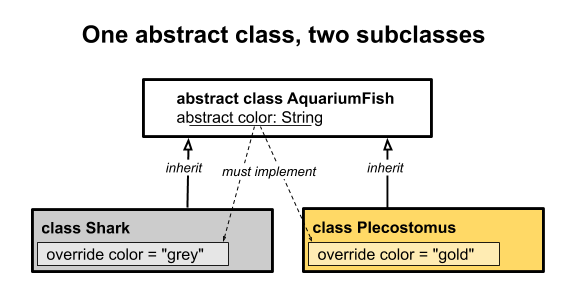 One abstract class, two subclasses
abstract class AquariumFish
abstract color: String
inherit
must implement
inherit
class Shark
override color = "grey"
class Plecostomus
override color = "gold"